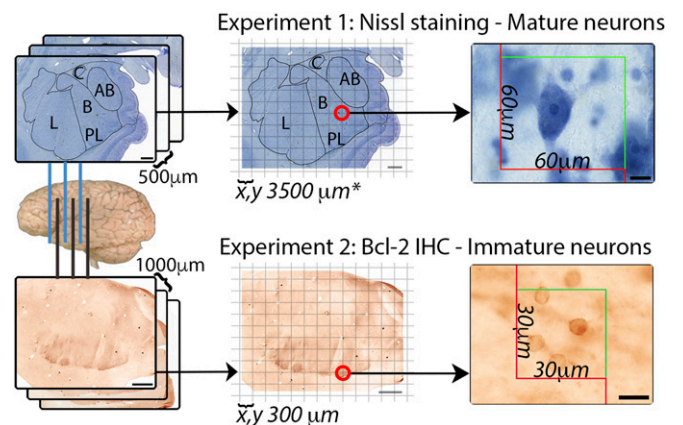 Experiment 1: Nissl staining - Mature neurons
C
AB
B
L
PL
500µm
C
AB
B
L
PL
x,y 3500 µm*
60µm
60µm
Experiment 2: Bcl-2 IHC - Immature neurons
1000µm
x,y 300 µm
30µm
30µm